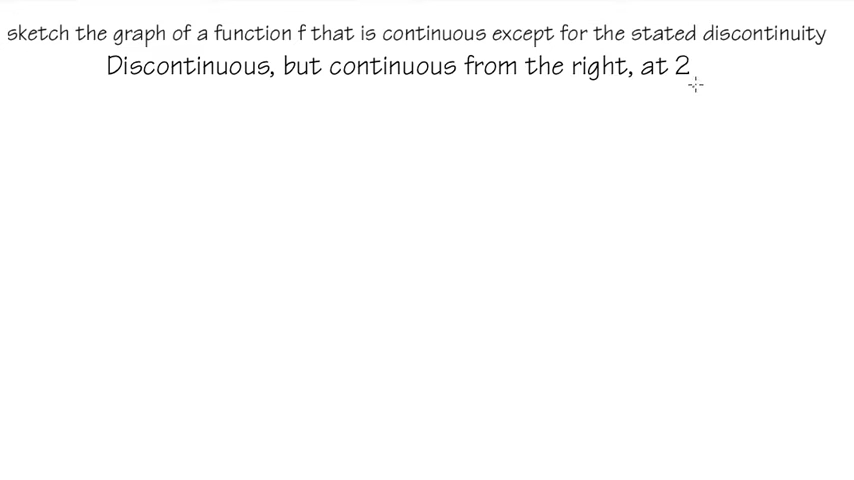 sketch the graph of a function f that is continuous except for the stated discontinuity
Discontinuous, but continuous from the right, at 2